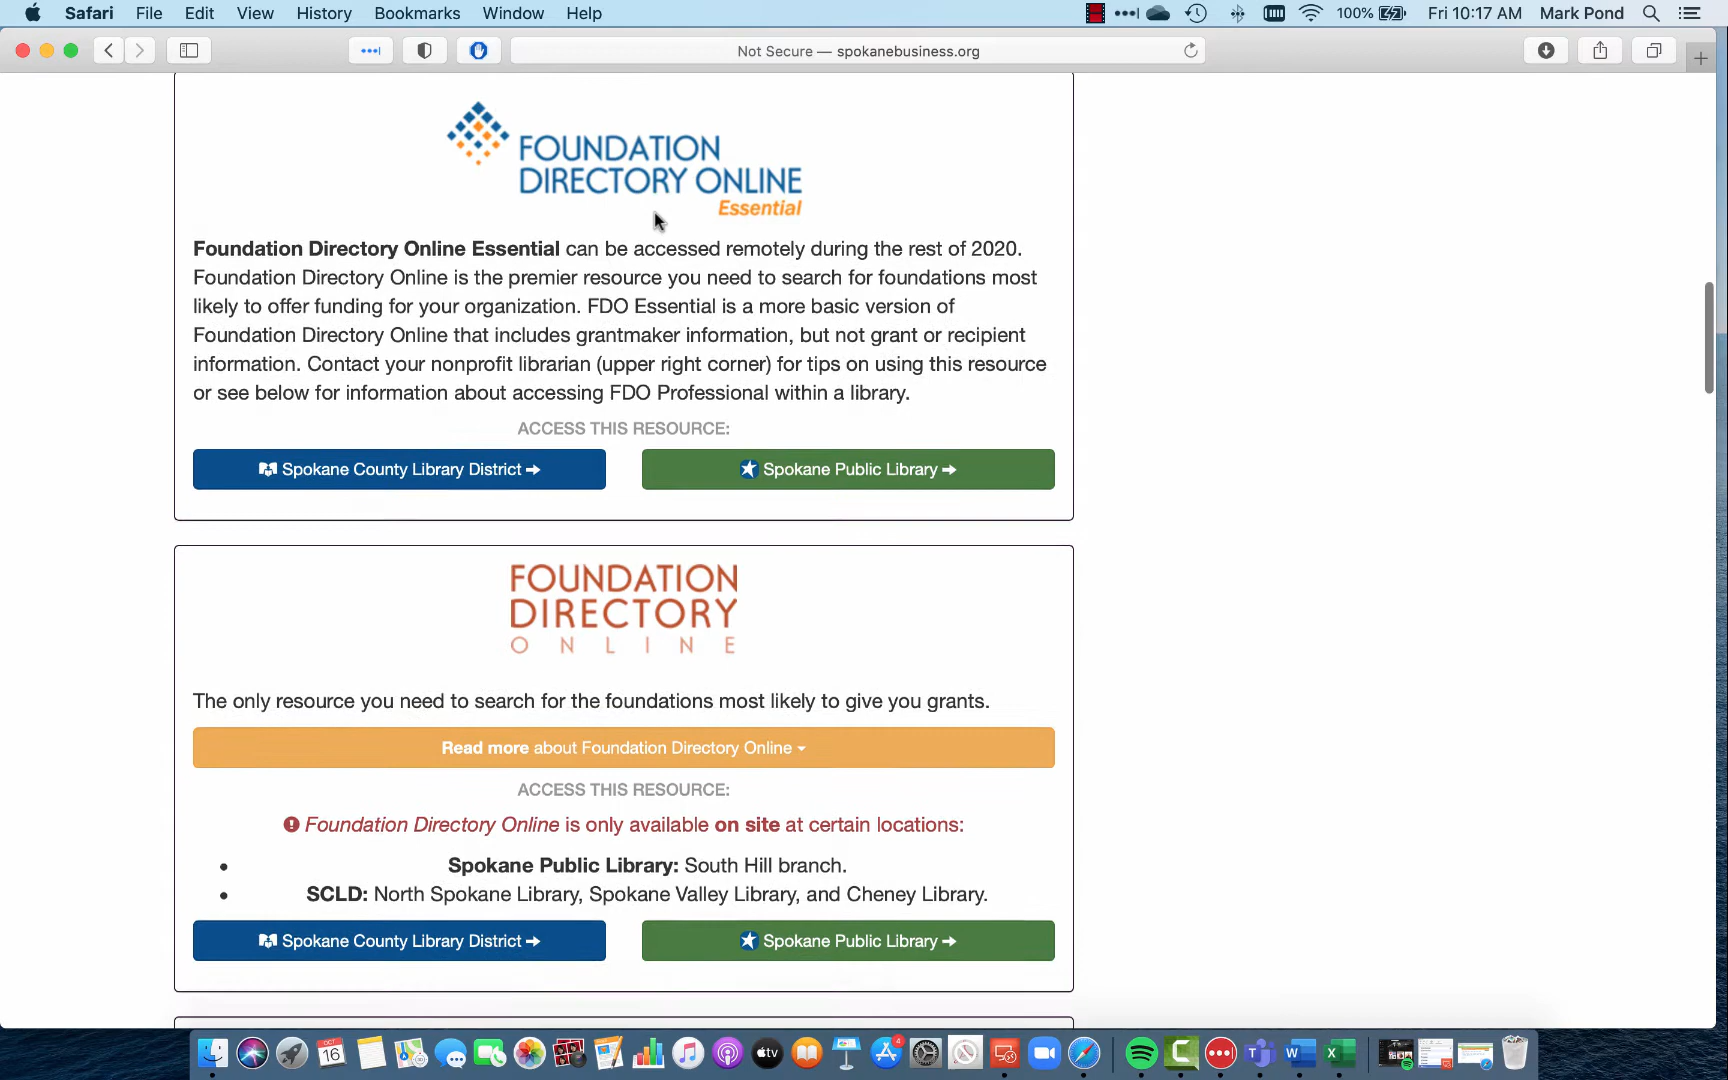 Safari File Edit View History Bookmarks Window Help 100% Fri 10:17 AM Mark Pond
Not Secure — spokanebusiness.org
FOUNDATION
DIRECTORY ONLINE
Essential
Foundation Directory Online Essential can be accessed remotely during the rest of 2020.
Foundation Directory Online is the premier resource you need to search for foundations most
likely to offer funding for your organization. FDO Essential is a more basic version of
Foundation Directory Online that includes grantmaker information, but not grant or recipient
information. Contact your nonprofit librarian (upper right corner) for tips on using this resource
or see below for information about accessing FDO Professional within a library.
ACCESS THIS RESOURCE:
Spokane County Library District
Spokane Public Library
FOUNDATION
DIRECTORY
ONLINE
The only resource you need to search for the foundations most likely to give you grants.
Read more about Foundation Directory Online
ACCESS THIS RESOURCE:
Foundation Directory Online is only available on site at certain locations:
Spokane Public Library: South Hill branch.
SCLD: North Spokane Library, Spokane Valley Library, and Cheney Library.
Spokane County Library District
Spokane Public Library
OCT
16
tv
4
C
T
W
X